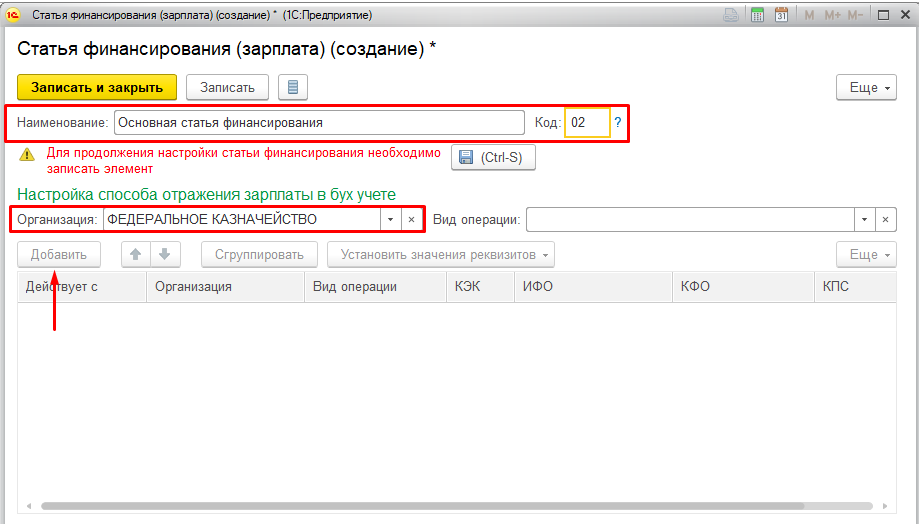 Статья финансирования (зарплата) (создание) * (1С:Предприятие)
31 M M+ M-
Статья финансирования (зарплата) (создание) *
Записать и закрыть Записать Еще
Наименование: Основная статья финансирования Код: 02 ?
Для продолжения настройки статьи финансирования необходимо
записать элемент
(Ctrl-S)
Настройка способа отражения зарплаты в бух учете
Организация: ФЕДЕРАЛЬНОЕ КАЗНАЧЕЙСТВО Вид операции:
Добавить Сгруппировать Установить значения реквизитов Еще
Действует с Организация Вид операции КЭК ИФО КФО КПС